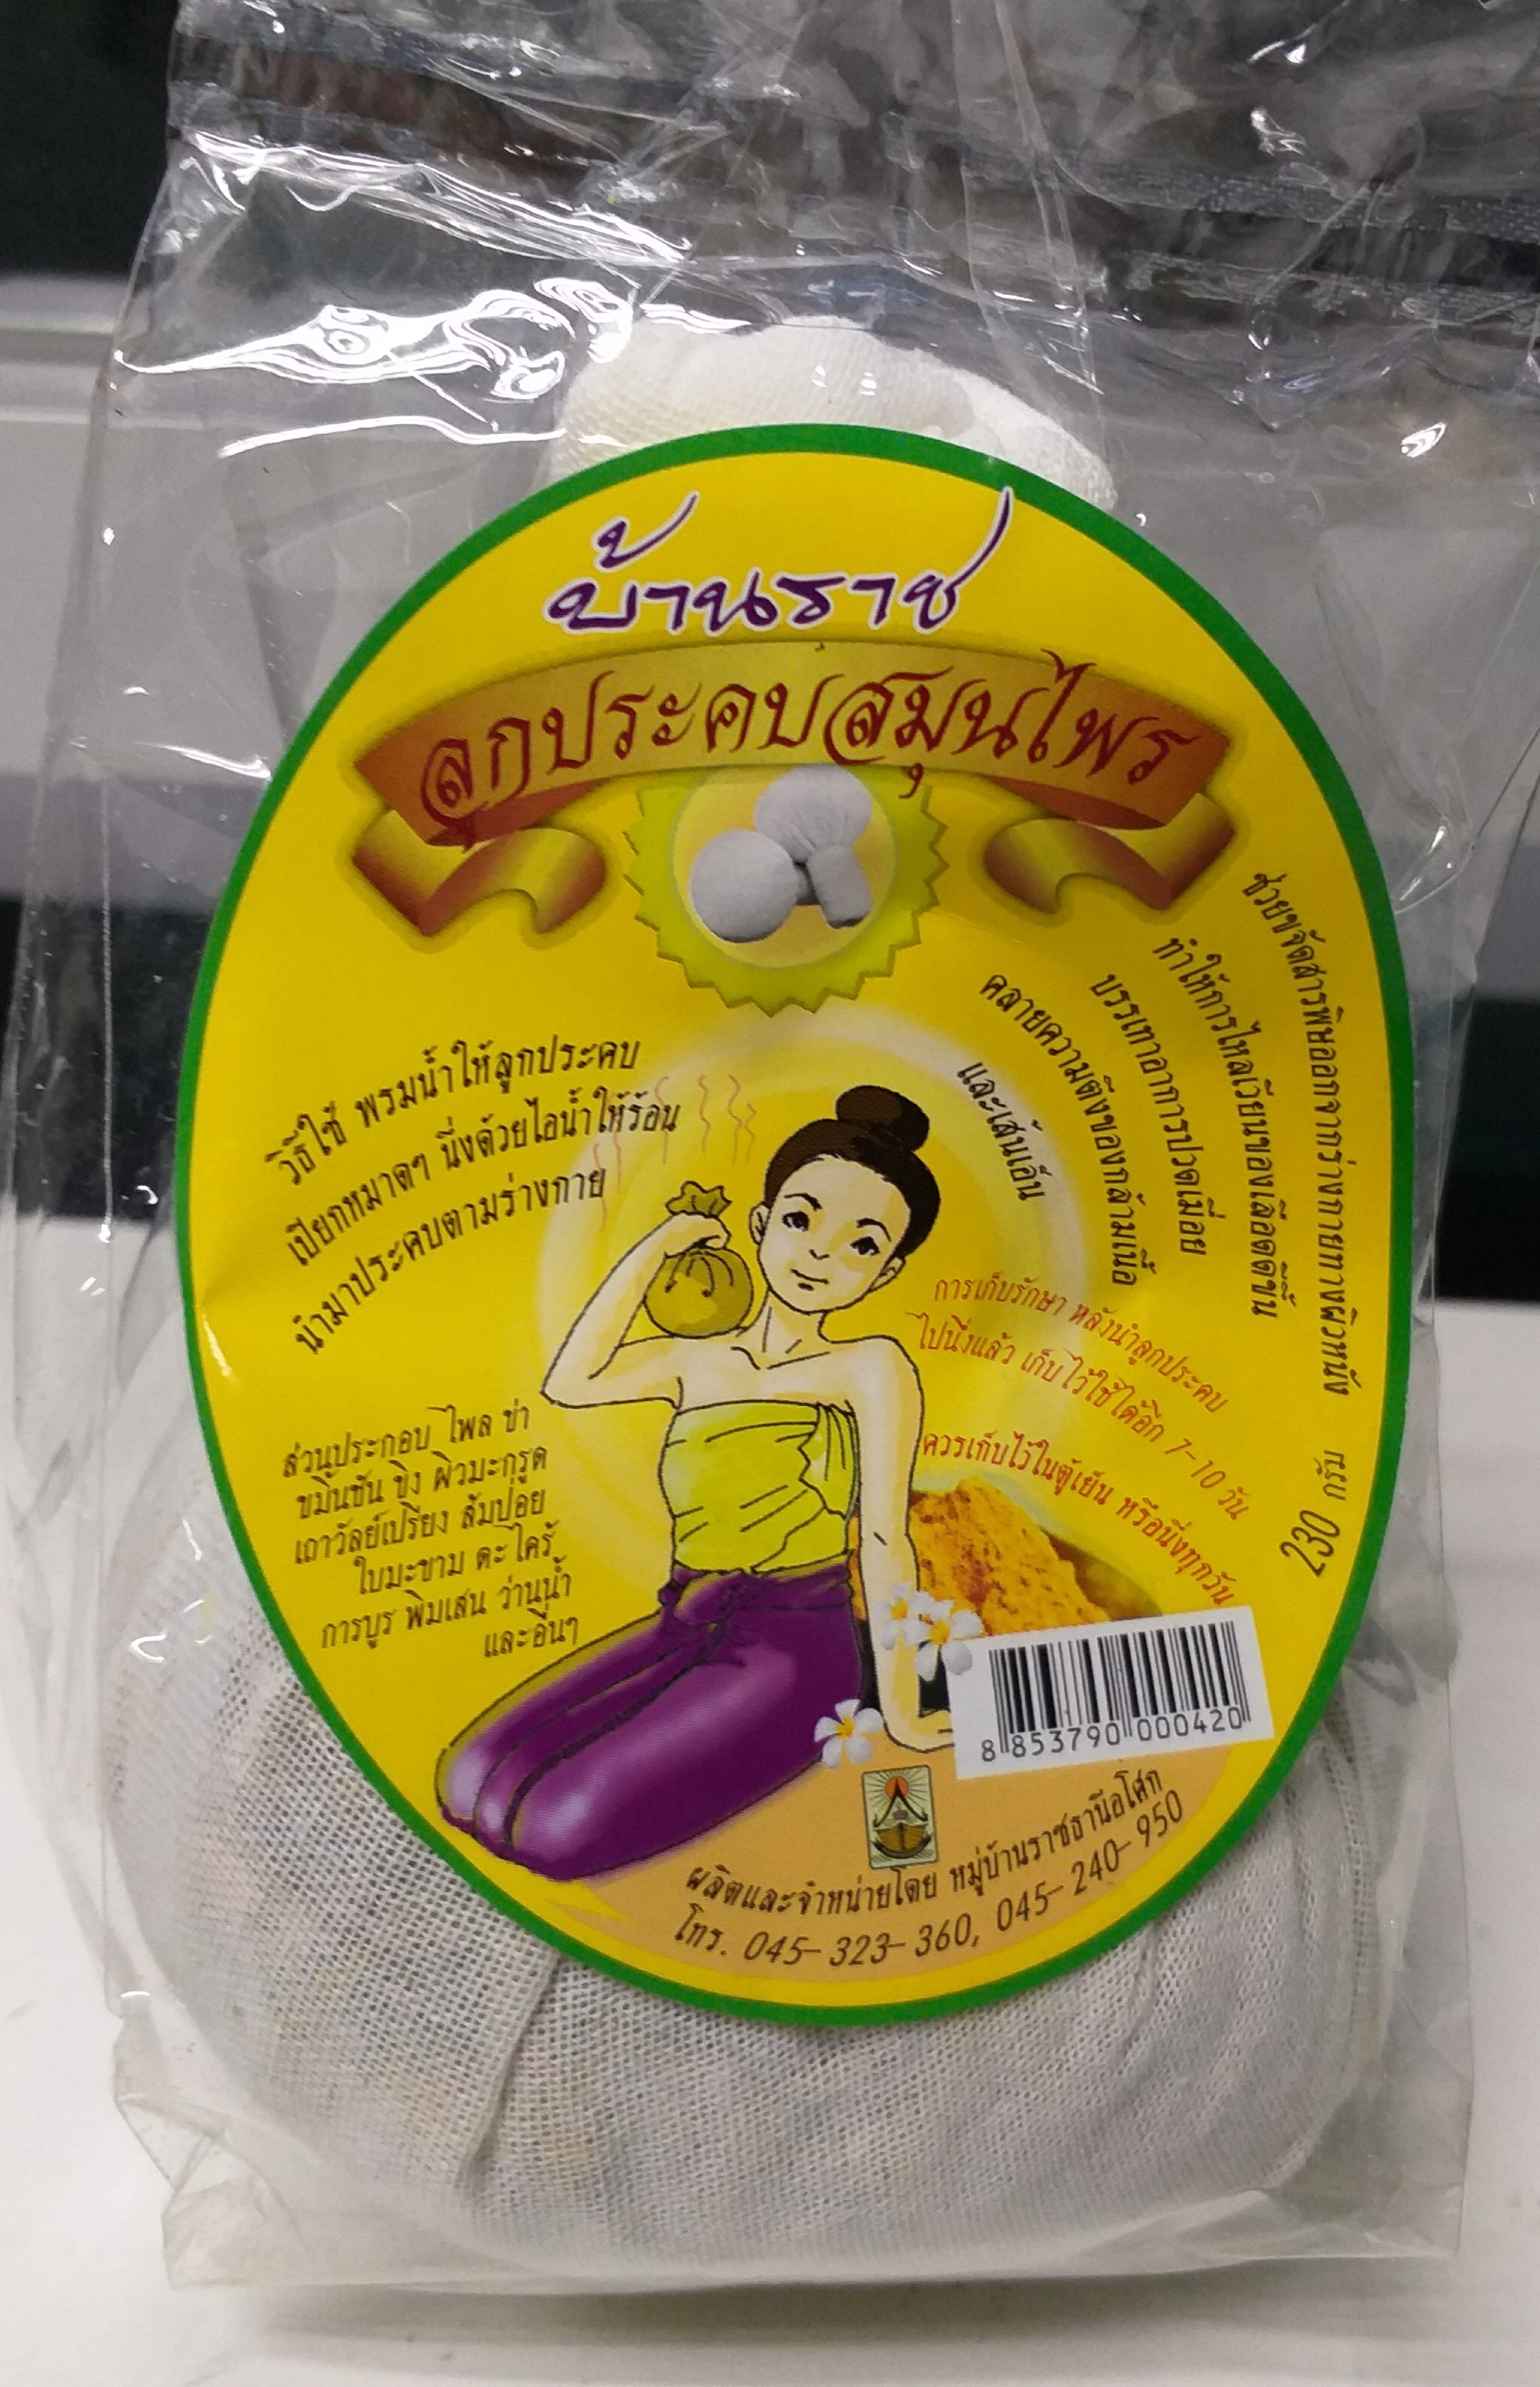 บ้านราช
ลูกประคบสมุนไพร
วิธีใช้ พรมน้ำให้ลูกประคบ
เปียกหมาดๆ นึ่งด้วยไอน้ำให้ร้อน
นำมาประคบตามร่างกาย
ช่วยขจัดสารพิษออกจากร่างกายทางผิวหนัง
ทำให้การไหลเวียนของเลือดดีขึ้น
บรรเทาอาการปวดเมื่อย
คลายความตึงของกล้ามเนื้อ
และเส้นเอ็น
การเก็บรักษา หลังนำลูกประคบ
ไปนึ่งแล้ว เก็บไว้ใช้ได้อีก 7-10 วัน
ควรเก็บไว้ในตู้เย็น หรือนึ่งทุกวัน
230 กรัม
ส่วนประกอบ ไพล ข่า
ขมิ้นชัน ขิง ผิวมะกรูด
เถาวัลย์เปรียง ส้มป่อย
ใบมะขาม ตะไคร้
การบูร พิมเสน ว่านน้ำ
และอื่นๆ
8 853790 000420
ผลิตและจำหน่ายโดย หมู่บ้านราชธานีอโศก
โทร. 045-323-360, 045-240-950